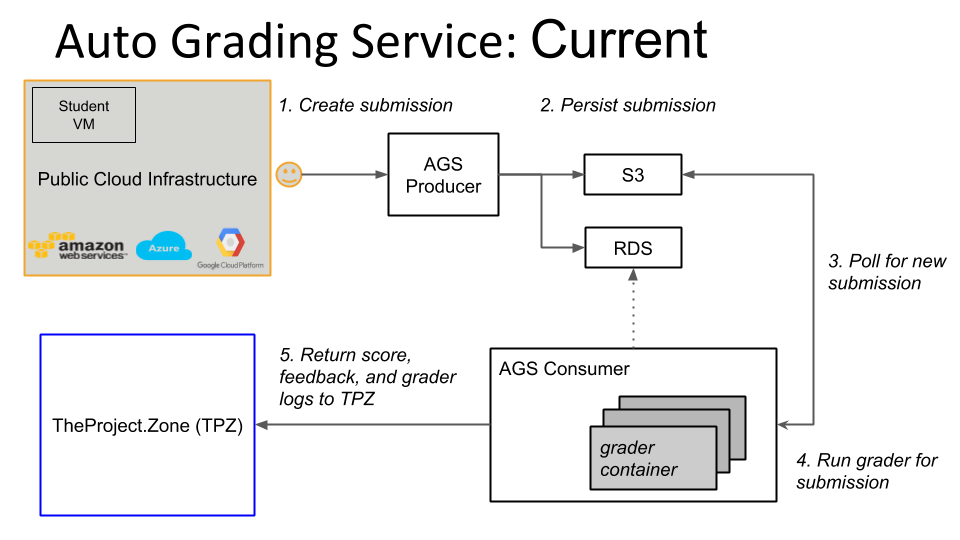 Auto Grading Service: Current
Student
VM
Public Cloud Infrastructure
amazon
web services™
Azure
Google Cloud Platform
1. Create submission
AGS
Producer
2. Persist submission
S3
RDS
3. Poll for new
submission
AGS Consumer
grader
container
4. Run grader for
submission
5. Return score,
feedback, and grader
logs to TPZ
TheProject.Zone (TPZ)